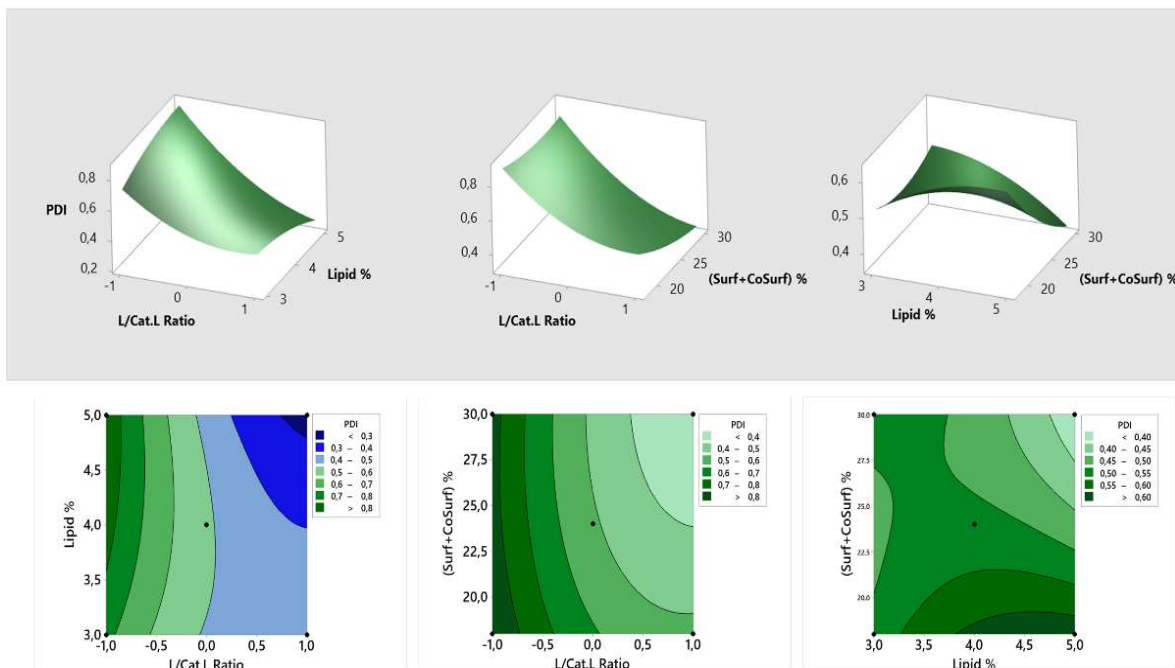 0,8
0,6
PDI
0,4
0,2
-1
0
1
L/Cat.L Ratio
5
4
3
Lipid %
0,8
0,6
0,4
-1
0
1
L/Cat.L Ratio
30
25
20
(Surf+CoSurf) %
0,6
0,5
0,4
3
4
5
Lipid %
30
25
20
(Surf+CoSurf) %
5,0
4,5
4,0
3,5
3,0
Lipid %
-1,0 -0,5 0,0 0,5 1,0
L/Cat.L Ratio
PDI
< 0,3
0,3 – 0,4
0,4 – 0,5
0,5 – 0,6
0,6 – 0,7
0,7 – 0,8
> 0,8
30,0
27,5
25,0
22,5
20,0
(Surf+CoSurf) %
-1,0 -0,5 0,0 0,5 1,0
L/Cat.L Ratio
PDI
< 0,4
0,4 – 0,5
0,5 – 0,6
0,6 – 0,7
0,7 – 0,8
> 0,8
30,0
27,5
25,0
22,5
20,0
(Surf+CoSurf) %
3,0 3,5 4,0 4,5 5,0
Lipid %
PDI
< 0,40
0,40 – 0,45
0,45 – 0,50
0,50 – 0,55
0,55 – 0,60
> 0,60